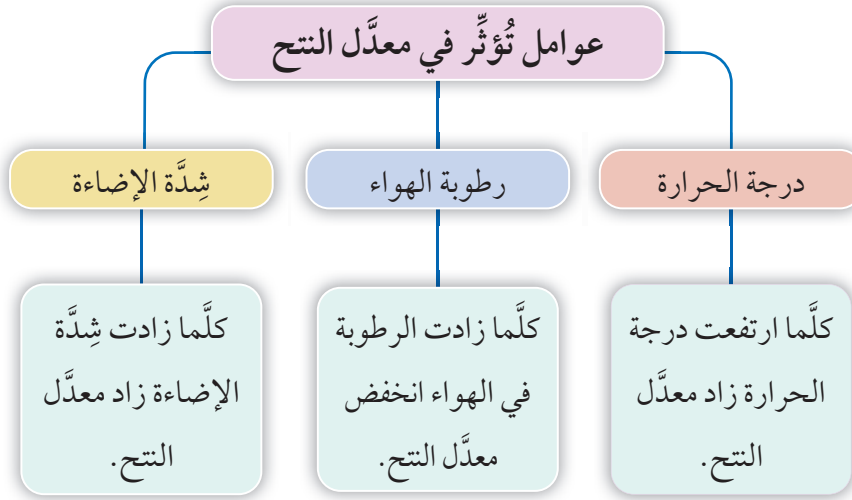 عوامل تُؤثِّر في معدَّل النتح
درجة الحرارة
رطوبة الهواء
شِدَّة الإضاءة
كلَّما ارتفعت درجة
الحرارة زاد معدَّل
النتح.
كلَّما زادت الرطوبة
في الهواء انخفض
معدَّل النتح.
كلَّما زادت شِدَّة
الإضاءة زاد معدَّل
النتح.